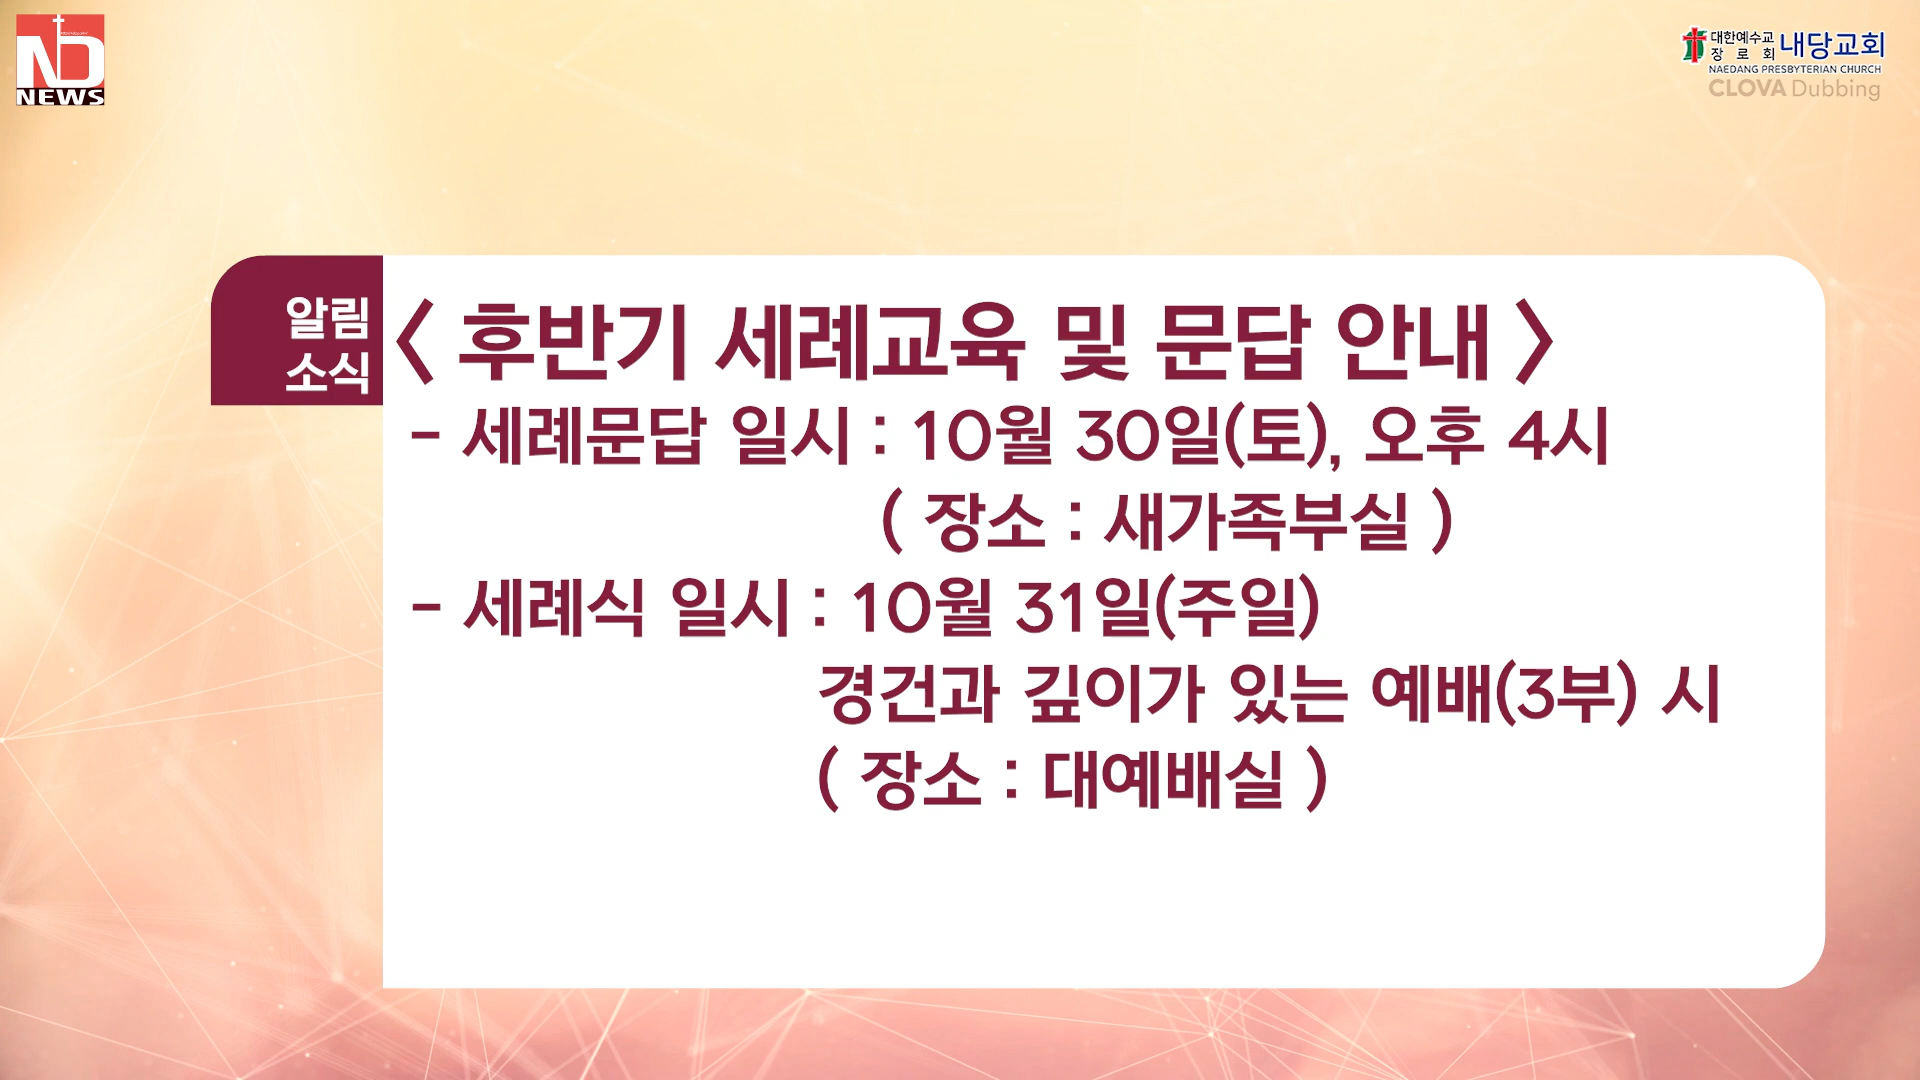 ND
NEWS
대한예수교
장로회 내당교회
NAEDANG PRESBYTERIAN CHURCH
CLOVA Dubbing
알림
소식
< 후반기 세례교육 및 문답 안내 >
- 세례문답 일시 : 10월 30일(토), 오후 4시
( 장소 : 새가족부실 )
- 세례식 일시 : 10월 31일(주일)
경건과 깊이가 있는 예배(3부) 시
( 장소 : 대예배실 )